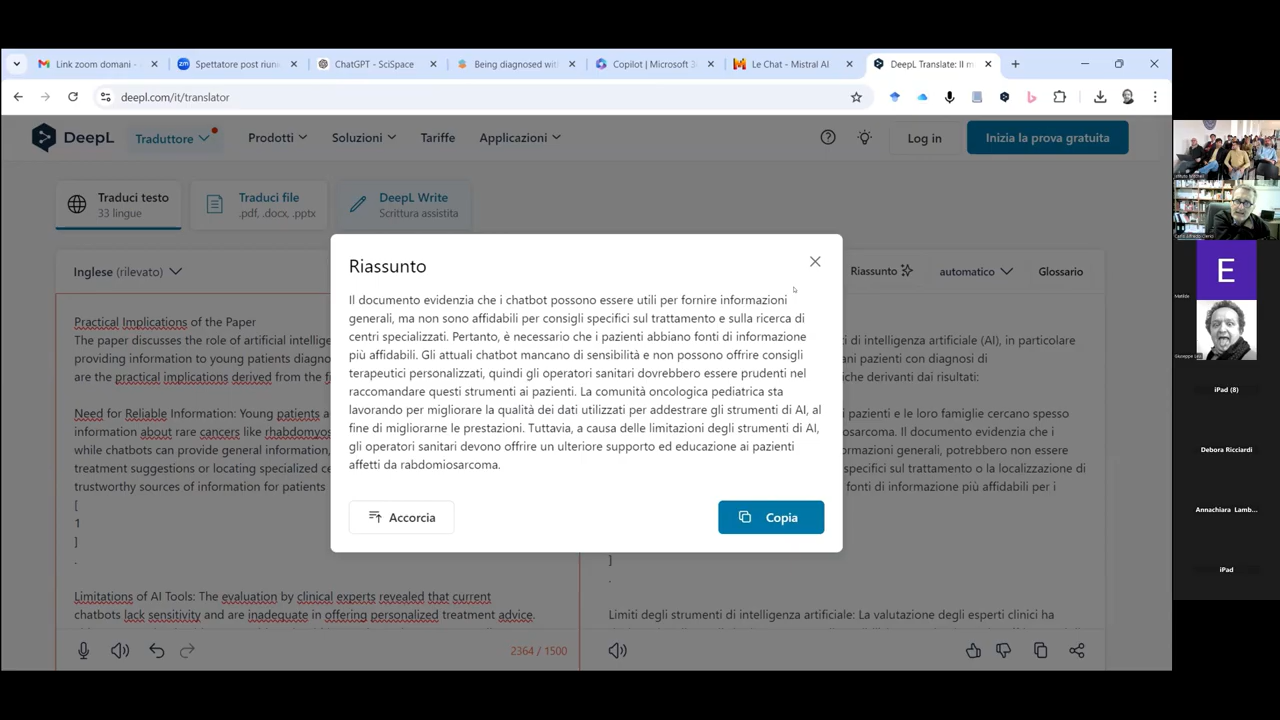 Link zoom domani -
Spettatore post riune
ChatGPT - SciSpace
Being diagnosed wit
Copilot | Microsoft 3
Le Chat - Mistral AI
DeepL Translate: Il m
deepl.com/it/translator
DeepL
Traduttore
Prodotti
Soluzioni
Tariffe
Applicazioni
Log in
Inizia la prova gratuita
Traduci testo
33 lingue
Traduci file
.pdf, .docx, .pptx
DeepL Write
Scrittura assistita
Inglese (rilevato)
Riassunto
automatico
Glossario
Riassunto
Il documento evidenzia che i chatbot possono essere utili per fornire informazioni
generali, ma non sono affidabili per consigli specifici sul trattamento e sulla ricerca di
centri specializzati. Pertanto, è necessario che i pazienti abbiano fonti di informazione
più affidabili. Gli attuali chatbot mancano di sensibilità e non possono offrire consigli
terapeutici personalizzati, quindi gli operatori sanitari dovrebbero essere prudenti nel
raccomandare questi strumenti ai pazienti. La comunità oncologica pediatrica sta
lavorando per migliorare la qualità dei dati utilizzati per addestrare gli strumenti di AI, al
fine di migliorarne le prestazioni. Tuttavia, a causa delle limitazioni degli strumenti di AI,
gli operatori sanitari devono offrire un ulteriore supporto ed educazione ai pazienti
affetti da rabdomiosarcoma.
Accorcia
Copia
Practical Implications of the Paper
The paper discusses the role of artificial intellige
providing information to young patients diagno
are the practical implications derived from the f
Need for Reliable Information: Young patients a
information about rare cancers like rhabdomyos
while chatbots can provide general information,
treatment suggestions or locating specialized ce
trustworthy sources of information for patients
[
1
]
.
Limitations of AI Tools: The evaluation by clinical experts revealed that current
chatbots lack sensitivity and are inadequate in offering personalized treatment advice.
2364 / 1500
di intelligenza artificiale (AI), in particolare
ani pazienti con diagnosi di
iche derivanti dai risultati:
i pazienti e le loro famiglie cercano spesso
osarcoma. Il documento evidenzia che i
ormazioni generali, potrebbero non essere
specifici sul trattamento o la localizzazione di
fonti di informazione più affidabili per i
]
.
Limiti degli strumenti di intelligenza artificiale: La valutazione degli esperti clinici ha
E
Matilde
iPad (8)
Debora Ricciardi
Annachiara Lamb...
iPad